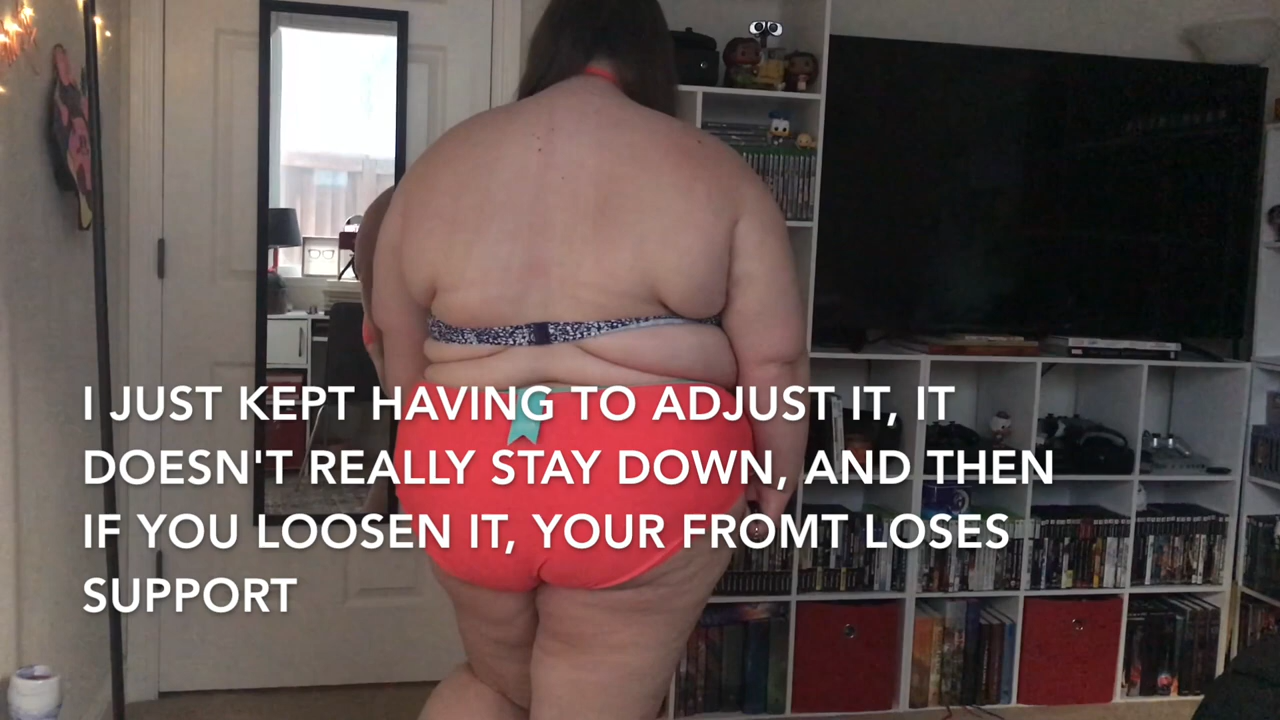 I JUST KEPT HAVING TO ADJUST IT, IT
DOESN'T REALLY STAY DOWN, AND THEN
IF YOU LOOSEN IT, YOUR FROMT LOSES
SUPPORT